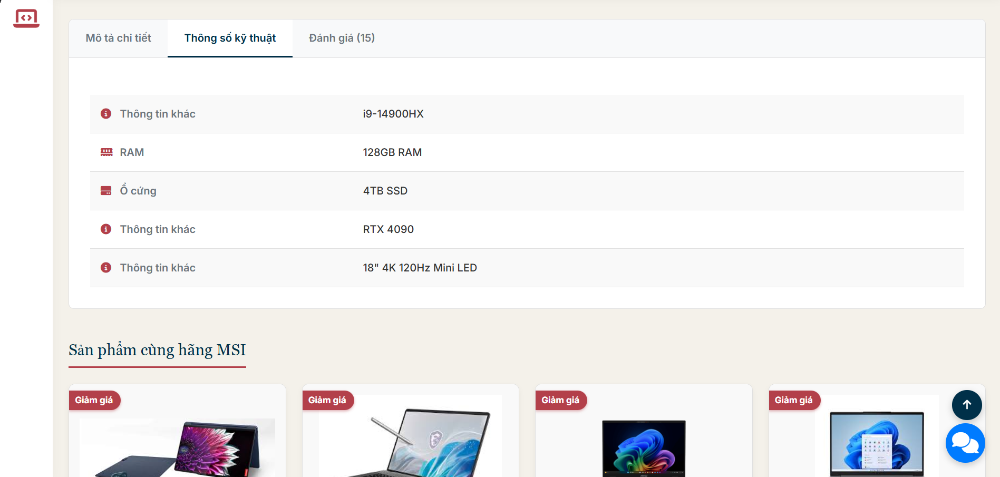 Mô tả chi tiết
Thông số kỹ thuật
Đánh giá (15)
Thông tin khác i9-14900HX
RAM 128GB RAM
Ổ cứng 4TB SSD
Thông tin khác RTX 4090
Thông tin khác 18" 4K 120Hz Mini LED
Sản phẩm cùng hãng MSI
Giảm giá
Giảm giá
Giảm giá
Giảm giá